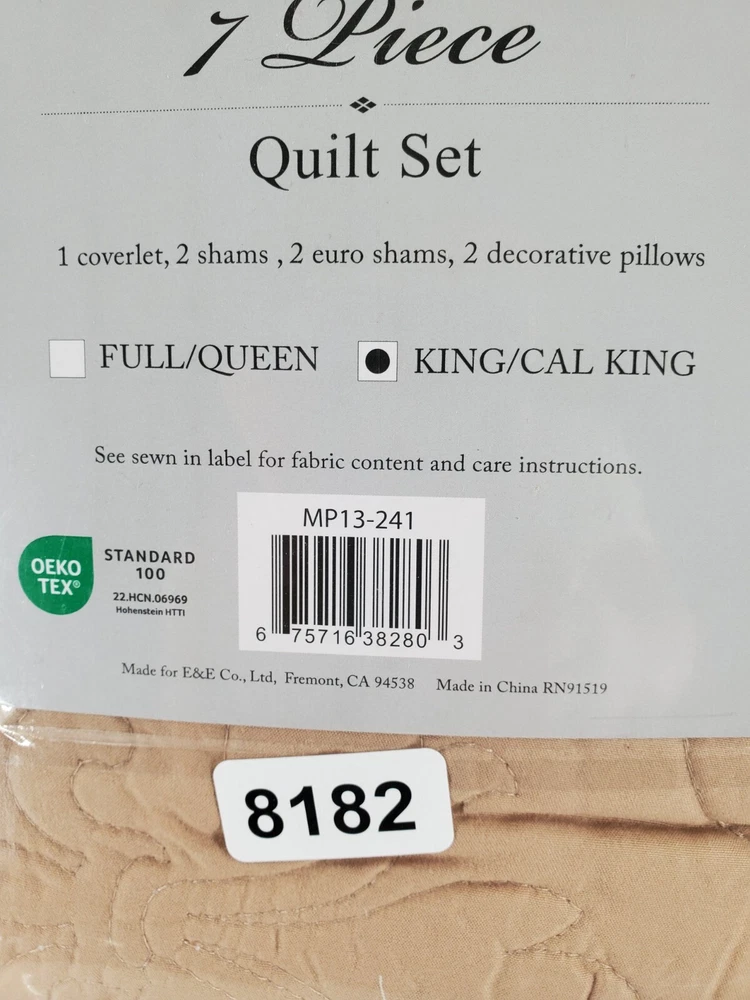 7 Piece
Quilt Set
1 coverlet, 2 shams , 2 euro shams, 2 decorative pillows
FULL/QUEEN KING/CAL KING
See sewn in label for fabric content and care instructions.
MP13-241
OEKO
TEX®
STANDARD
100
22.HCN.06969
Hohenstein HTTI
6 75716 38280 3
Made for E&E Co., Ltd, Fremont, CA 94538 Made in China RN91519
8182